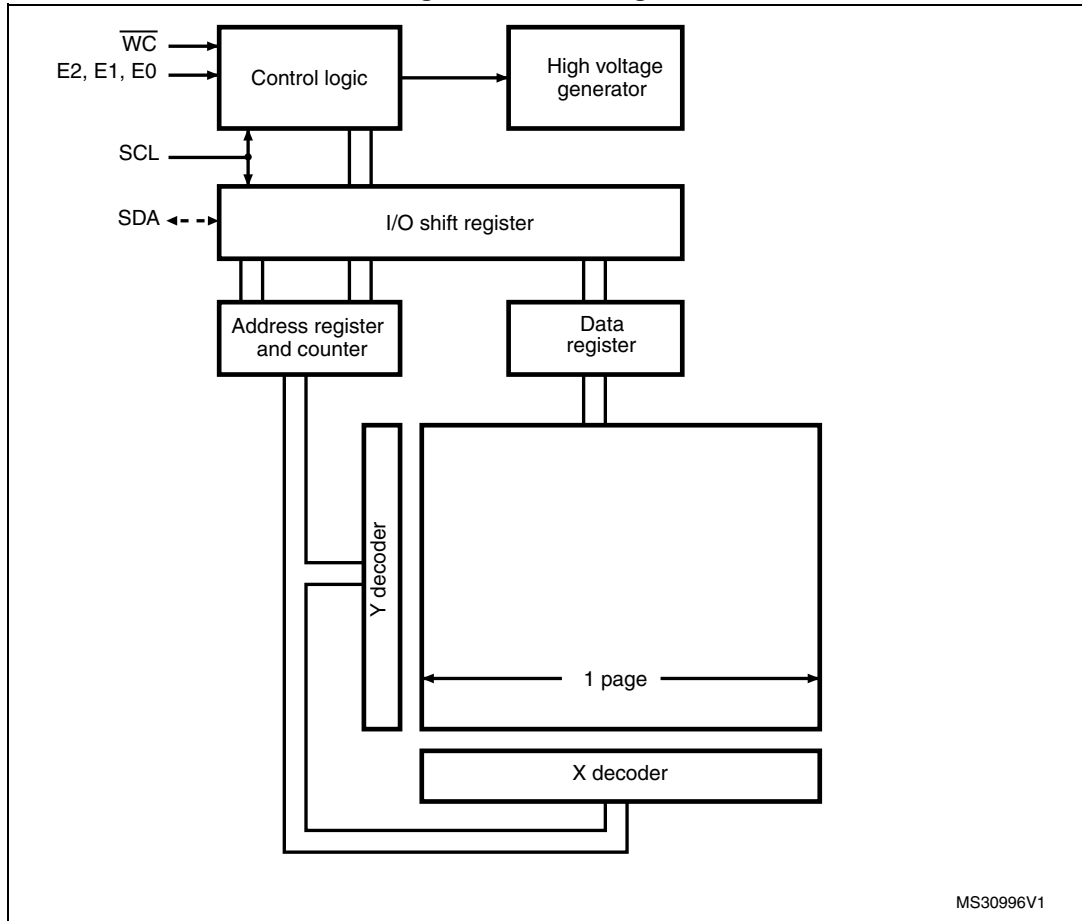 WC
E2, E1, E0
Control logic
High voltage
generator
SCL
SDA
I/O shift register
Address register
and counter
Data
register
Y decoder
1 page
X decoder
MS30996V1